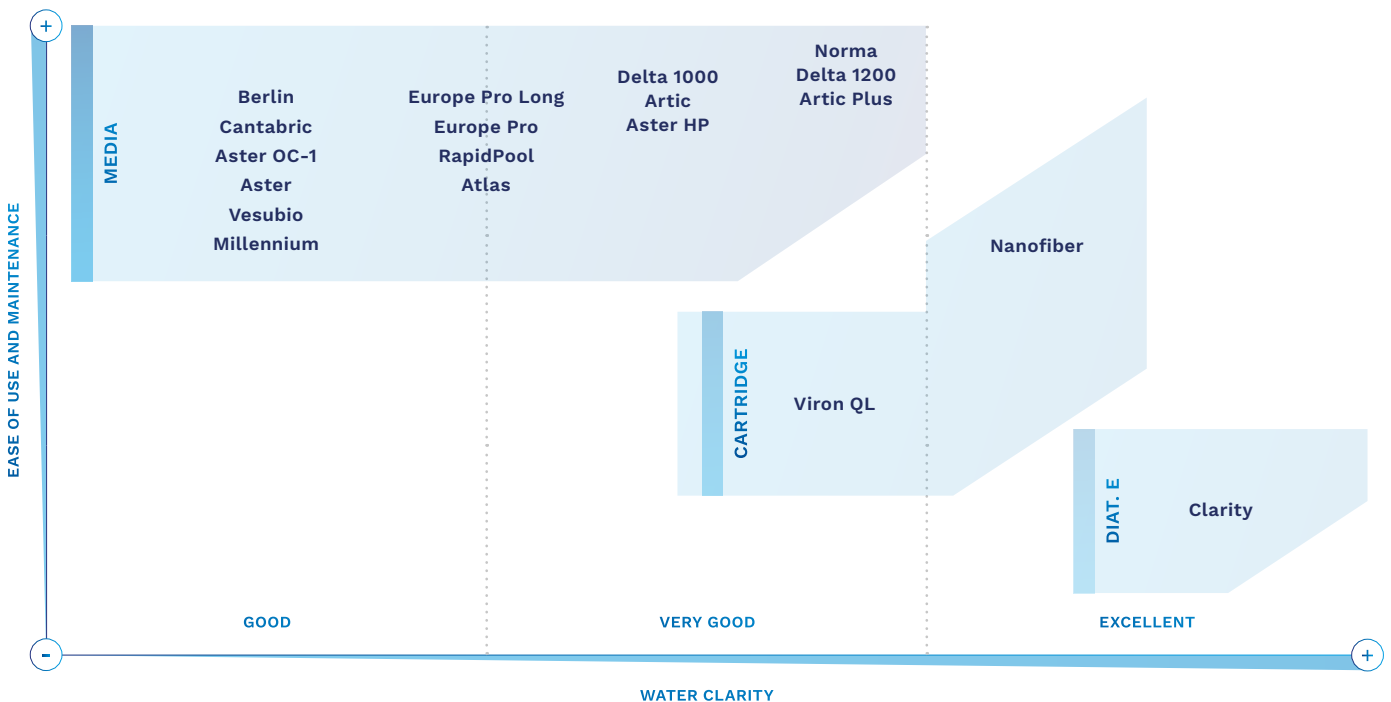 +
EASE OF USE AND MAINTENANCE
MEDIA
Berlin
Cantabric
Aster OC-1
Aster
Vesubio
Millennium
Europe Pro Long
Europe Pro
RapidPool
Atlas
Delta 1000
Artic
Aster HP
Norma
Delta 1200
Artic Plus
Nanofiber
CARTRIDGE
Viron QL
DIAT. E
Clarity
GOOD
VERY GOOD
EXCELLENT
-
+
WATER CLARITY